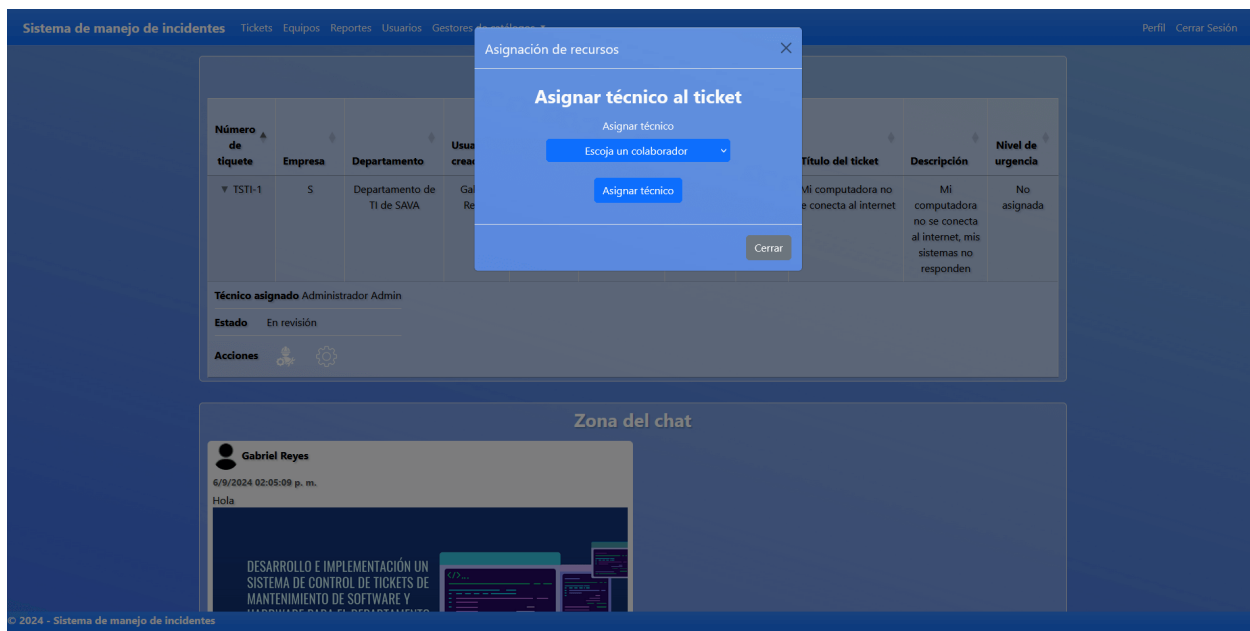 Sistema de manejo de incidentes Tickets Equipos Reportes Usuarios Gestores de catálogos Perfil Cerrar Sesión
Asignación de recursos
Asignar técnico al ticket
Asignar técnico
Escoja un colaborador
Asignar técnico
Cerrar
Número de tiquete
Empresa
Departamento
Título del ticket
Descripción
Nivel de urgencia
TSTI-1
S
Departamento de
TI de SAVA
Mi computadora no
conecta al internet
Mi
computadora
no se conecta
al internet, mis
sistemas no
responden
No
asignada
Técnico asignado Administrador Admin
Estado En revisión
Acciones
Zona del chat
Gabriel Reyes
6/9/2024 02:05:09 p. m.
Hola
DESARROLLO E IMPLEMENTACIÓN UN
SISTEMA DE CONTROL DE TICKETS DE
MANTENIMIENTO DE SOFTWARE Y
HARDWARE PARA EL DEPARTAMENTO
© 2024 - Sistema de manejo de incidentes